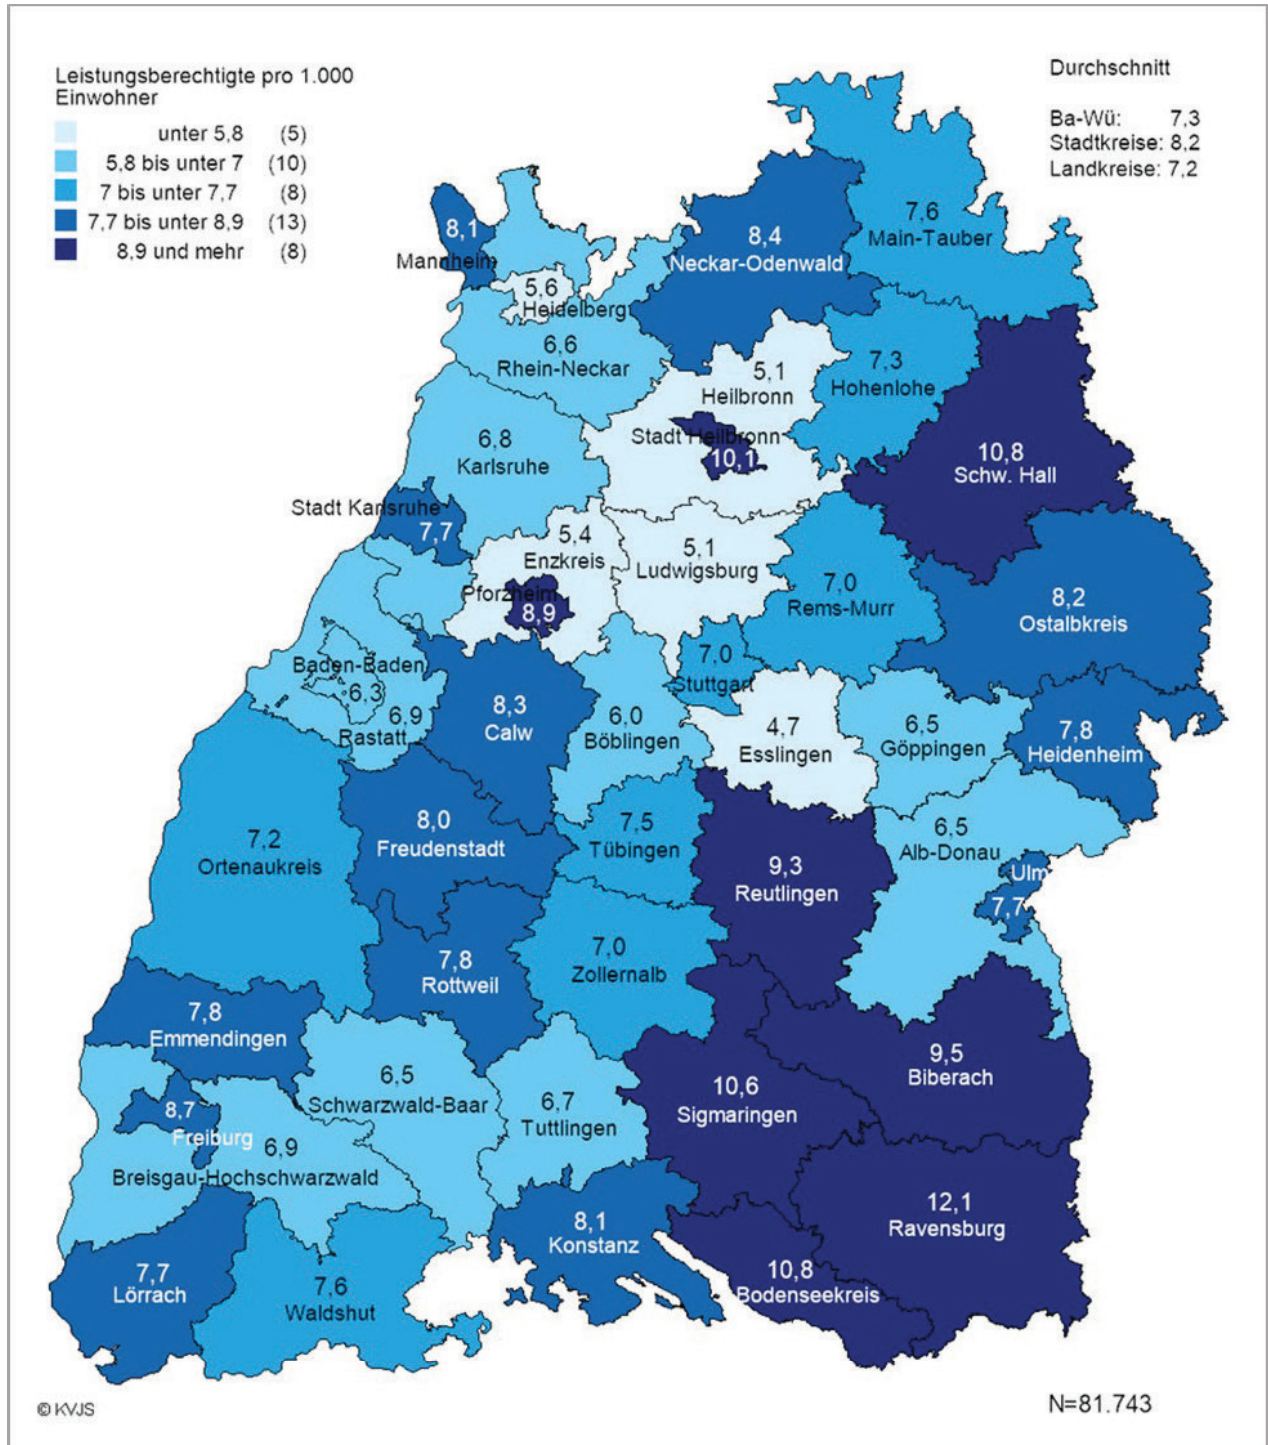 Leistungsberechtigte pro 1.000
Einwohner
unter 5,8 (5)
5,8 bis unter 7 (10)
7 bis unter 7,7 (8)
7,7 bis unter 8,9 (13)
8,9 und mehr (8)
Durchschnitt
Ba-Wü: 7,3
Stadtkreise: 8,2
Landkreise: 7,2
7,6
Main-Tauber
8,1
Mannheim
8,4
Neckar-Odenwald
5,6
Heidelberg
6,6
Rhein-Neckar
5,1
Heilbronn
7,3
Hohenlohe
Stadt Heilbronn
10,1
6,8
Karlsruhe
10,8
Schw. Hall
Stadt Karlsruhe
7,7
5,4
Enzkreis
5,1
Ludwigsburg
Pforzheim
8,9
7,0
Rems-Murr
8,2
Ostalbkreis
7,0
Stuttgart
Baden-Baden
6,3
6,9
Rastatt
8,3
Calw
6,0
Böblingen
4,7
Esslingen
6,5
Göppingen
7,8
Heidenheim
7,2
Ortenaukreis
8,0
Freudenstadt
7,5
Tübingen
9,3
Reutlingen
6,5
Alb-Donau
Ulm
7,7
7,8
Rottweil
7,0
Zollernalb
7,8
Emmendingen
6,5
Schwarzwald-Baar
6,7
Tuttlingen
10,6
Sigmaringen
9,5
Biberach
8,7
Freiburg
6,9
Breisgau-Hochschwarzwald
12,1
Ravensburg
8,1
Konstanz
10,8
Bodenseekreis
7,7
Lörrach
7,6
Waldshut
© KVJS
N=81.743